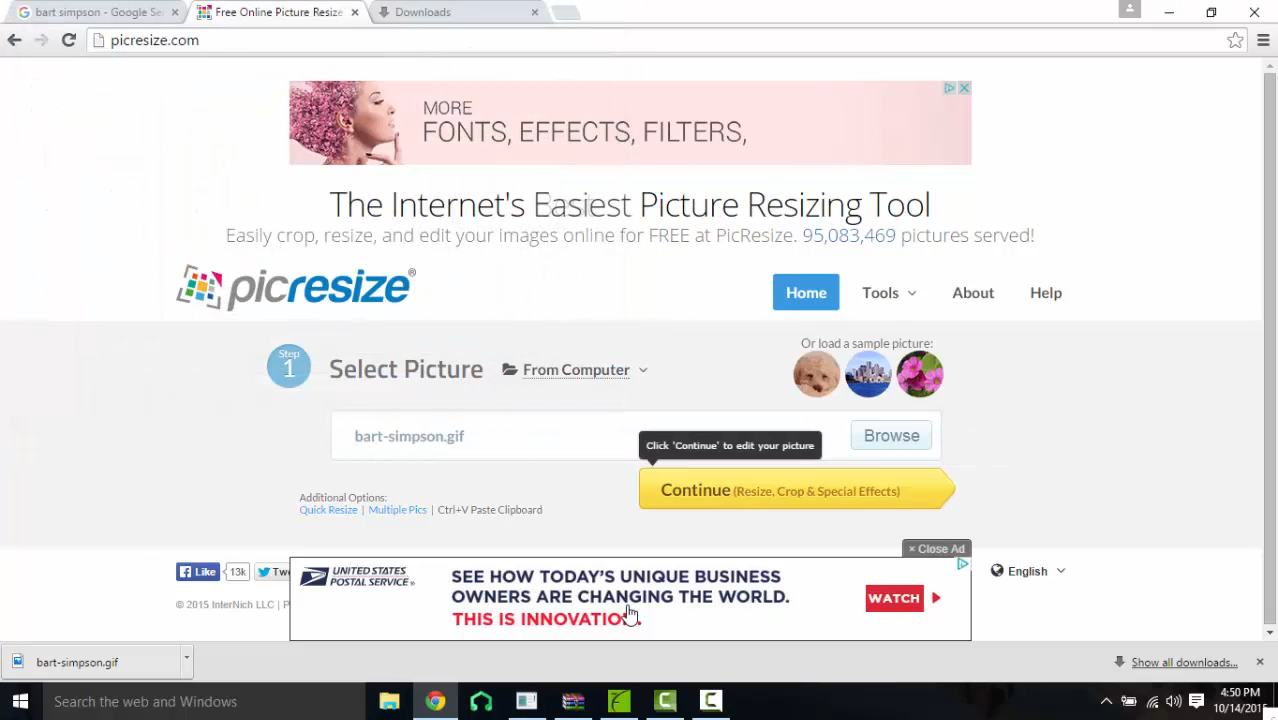 bart simpson - Google Se
Free Online Picture Resize
Downloads
picresize.com
MORE
FONTS, EFFECTS, FILTERS,
The Internet's Easiest Picture Resizing Tool
Easily crop, resize, and edit your images online for FREE at PicResize. 95,083,469 pictures served!
picresize®
Home
Tools
About
Help
Step
1
Select Picture
From Computer
Or load a sample picture:
bart-simpson.gif
Browse
Click 'Continue' to edit your picture
Continue (Resize, Crop & Special Effects)
Additional Options:
Quick Resize | Multiple Pics | Ctrl+V Paste Clipboard
× Close Ad
Like
13k
Twe
UNITED STATES
POSTAL SERVICE
SEE HOW TODAY'S UNIQUE BUSINESS
OWNERS ARE CHANGING THE WORLD.
THIS IS INNOVATION.
WATCH
English
© 2015 InterNich LLC | P
bart-simpson.gif
Show all downloads...
Search the web and Windows
4:50 PM
10/14/2015